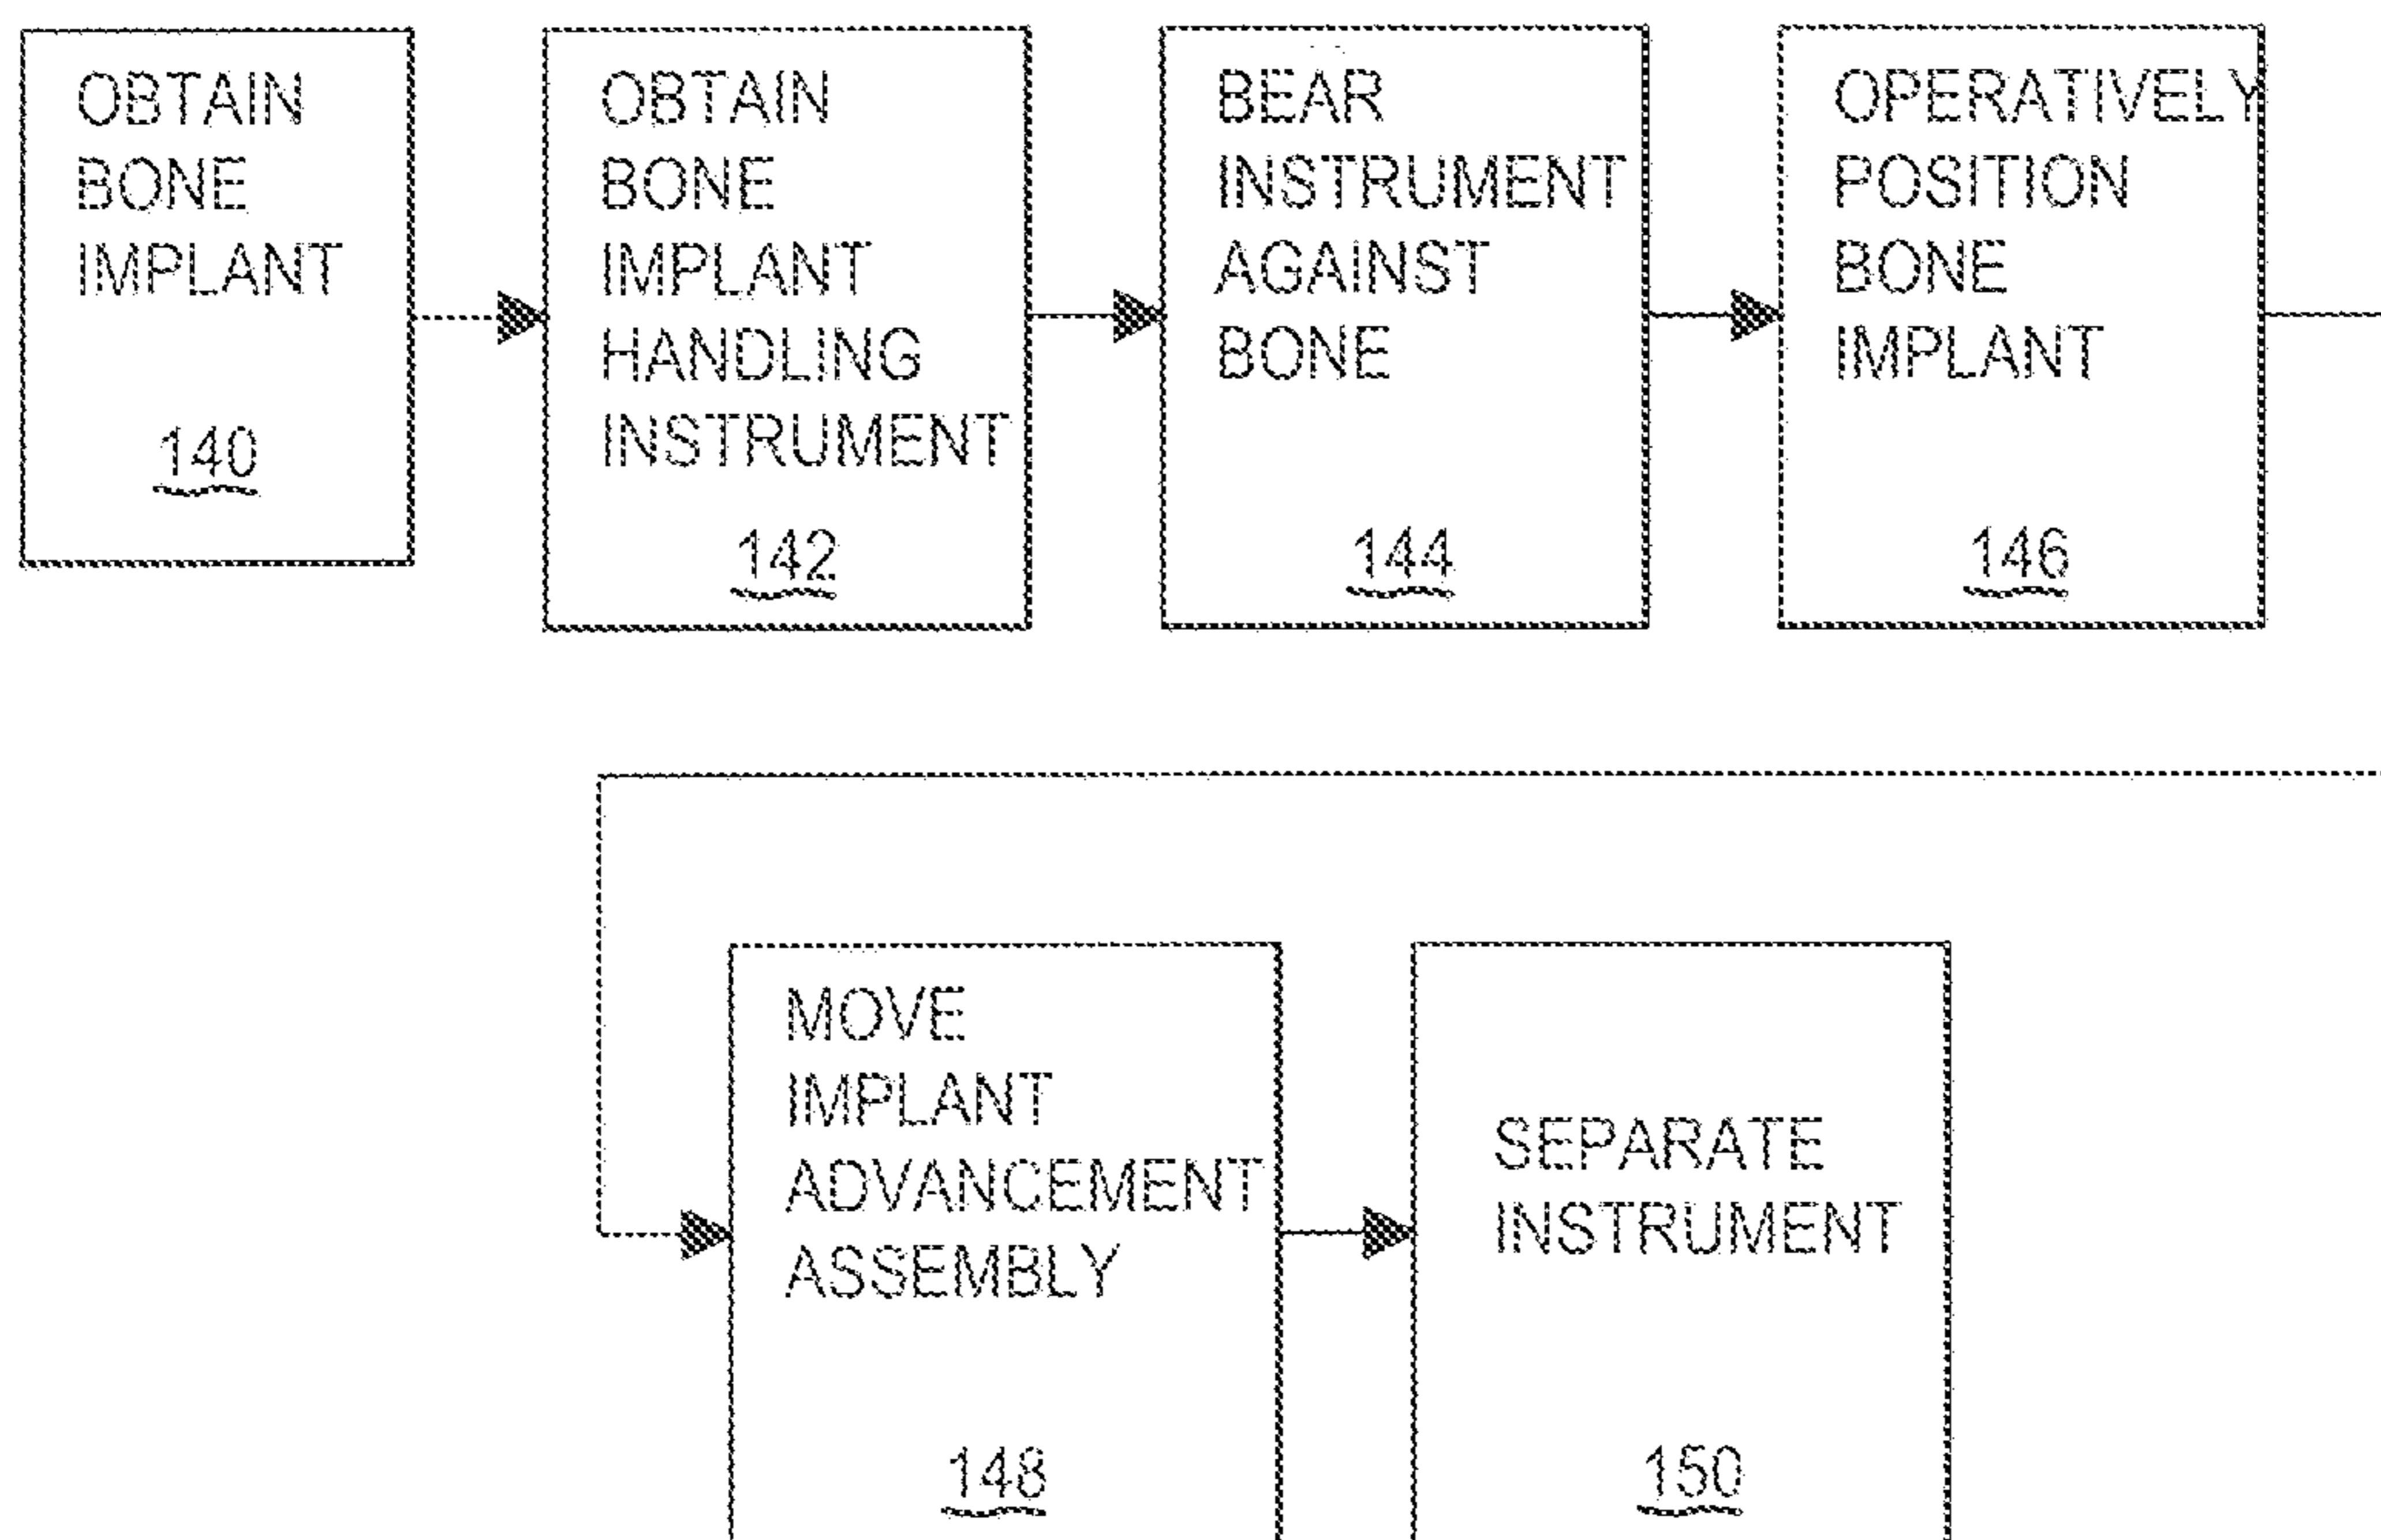 OBTAIN
BONE
IMPLANT
140
OBTAIN
BONE
IMPLANT
HANDLING
INSTRUMENT
142
BEAR
INSTRUMENT
AGAINST
BONE
144
OPERATIVELY
POSITION
BONE
IMPLANT
146
MOVE
IMPLANT
ADVANCEMENT
ASSEMBLY
148
SEPARATE
INSTRUMENT
150